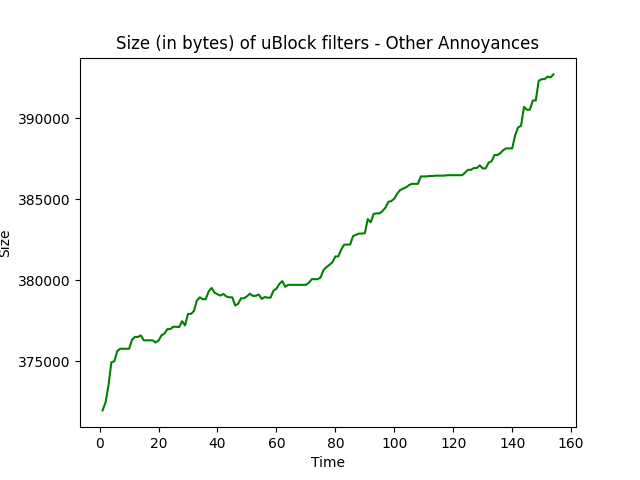 Size (in bytes) of uBlock filters - Other Annoyances
390000
385000
380000
375000
Size
0 20 40 60 80 100 120 140 160
Time